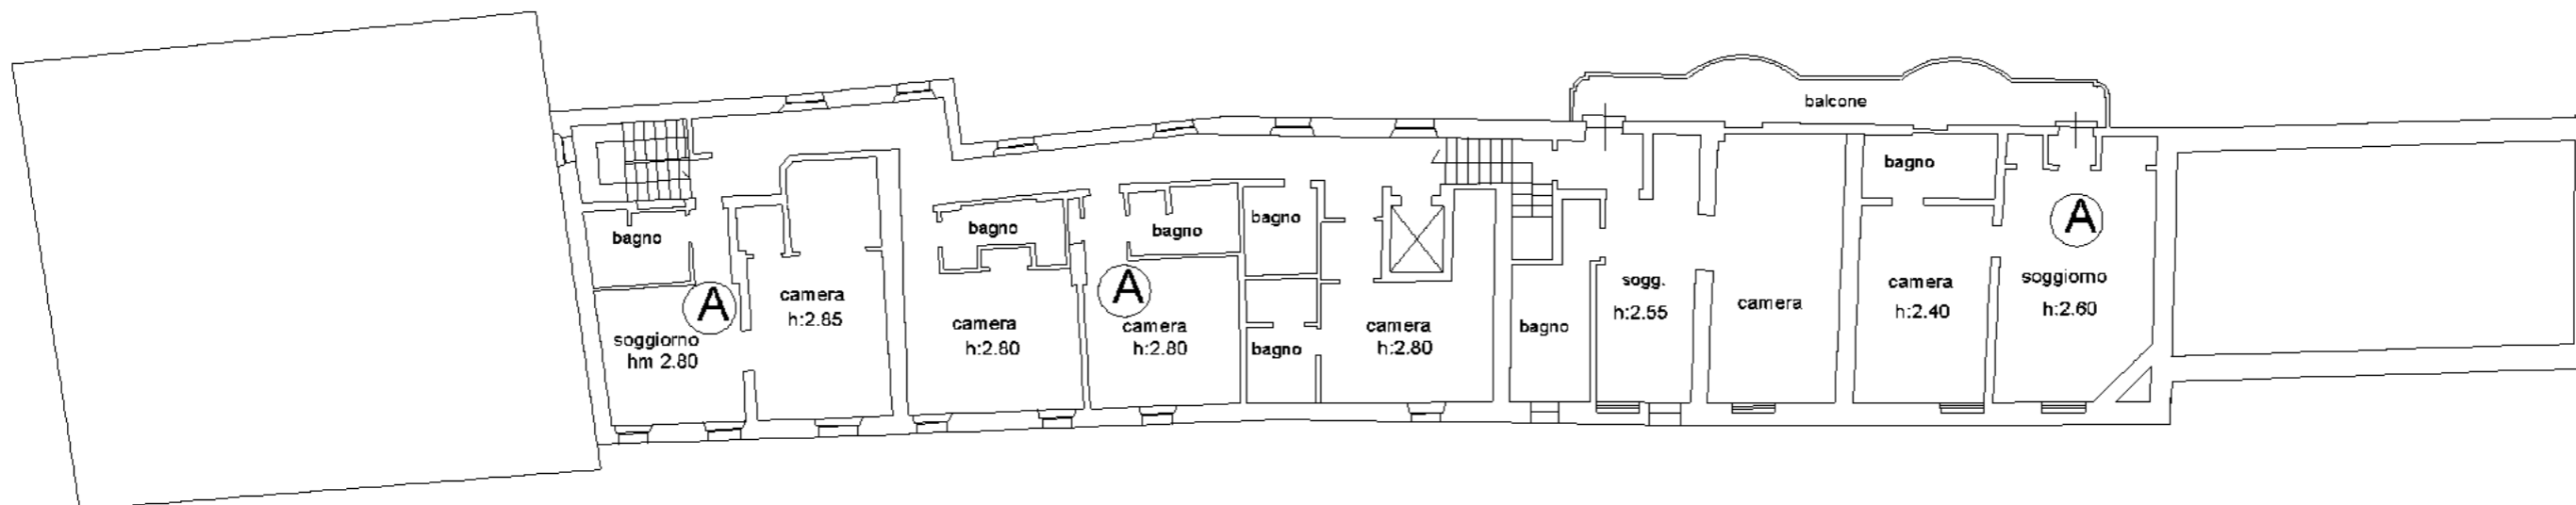 balcone
bagno
A
soggiorno
hm 2.80
camera
h:2.85
bagno
camera
h:2.80
bagno
A
camera
h:2.80
bagno
bagno
camera
h:2.80
bagno
sogg.
h:2.55
camera
bagno
camera
h:2.40
A
soggiorno
h:2.60